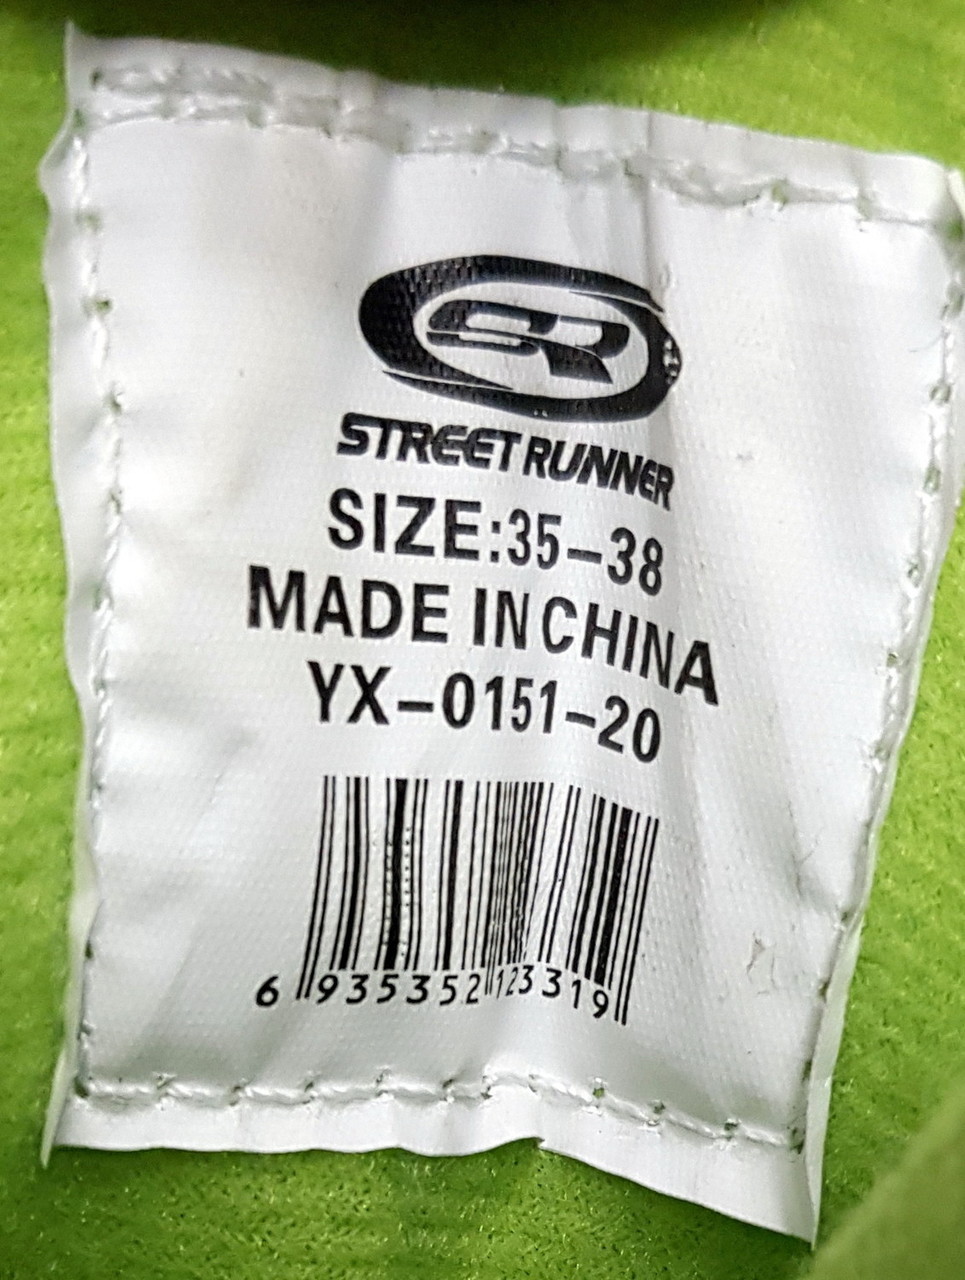 SR
STREET RUNNER
SIZE:35-38
MADE IN CHINA
YX-0151-20
6 935352 123319